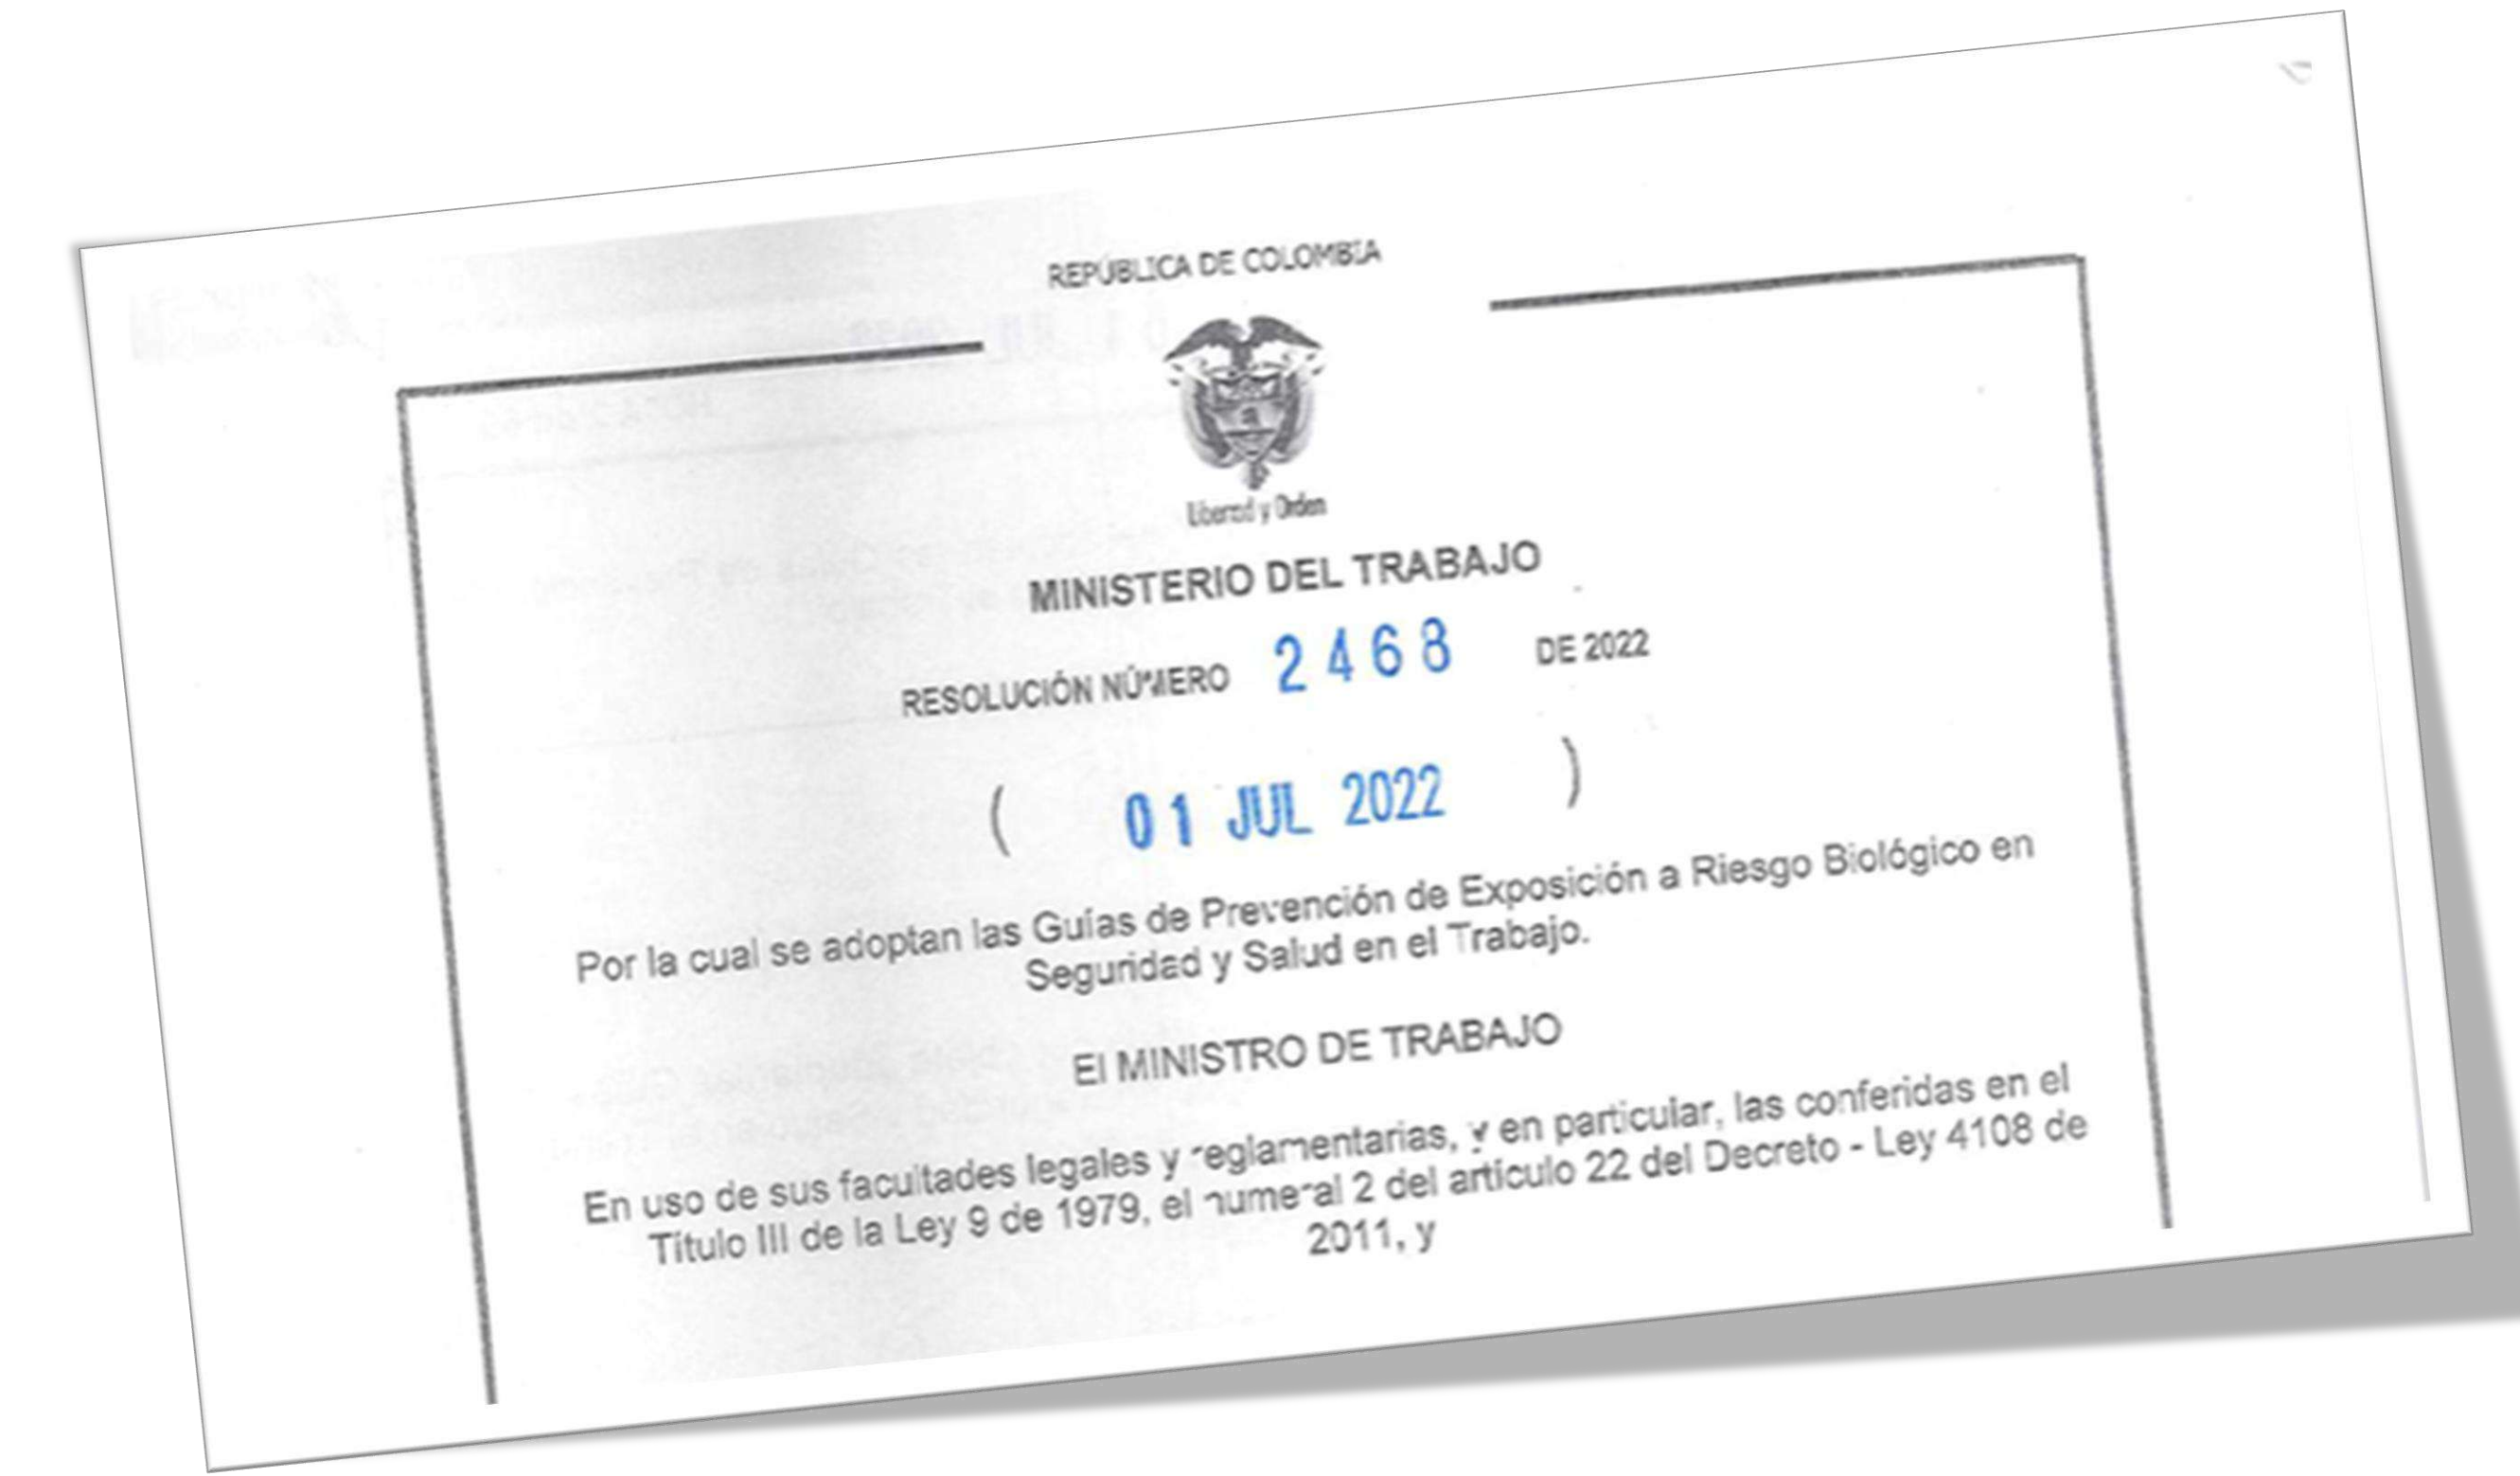 REPÚBLICA DE COLOMBIA
Libertad y Orden
MINISTERIO DEL TRABAJO
RESOLUCIÓN NÚMERO 2468 DE 2022
( 01 JUL 2022 )
Por la cual se adoptan las Guías de Prevención de Exposición a Riesgo Biológico en
Seguridad y Salud en el Trabajo.
El MINISTRO DE TRABAJO
En uso de sus facultades legales y reglamentarias, y en particular, las conferidas en el
Título III de la Ley 9 de 1979, el numeral 2 del artículo 22 del Decreto - Ley 4108 de
2011, y